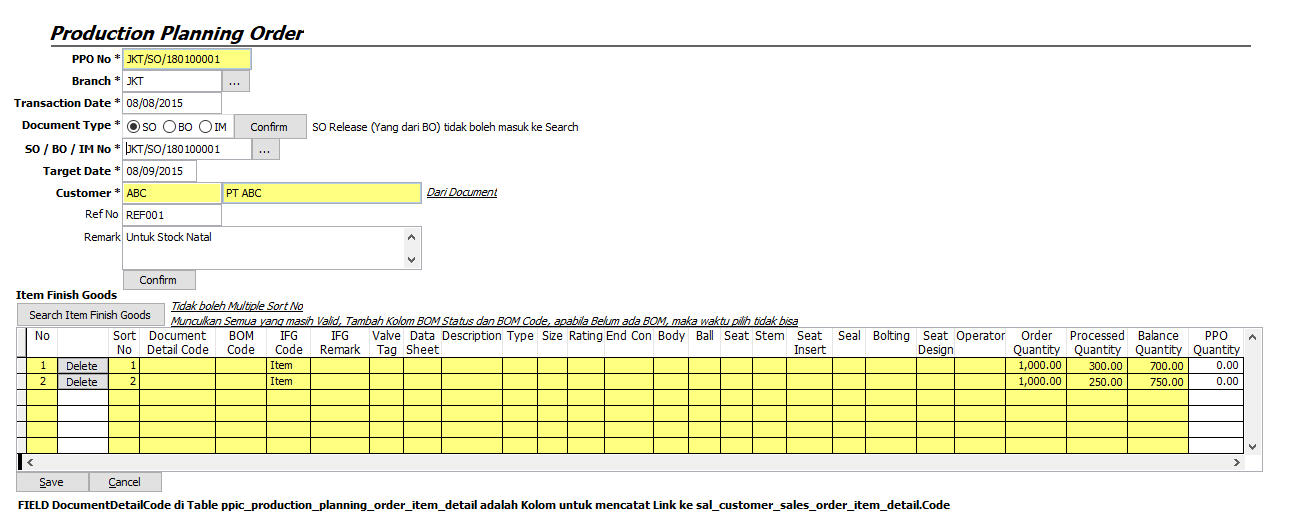 Production Planning Order
PPO No * JKT/SO/180100001
Branch * JKT ...
Transaction Date * 08/08/2015
Document Type * SO BO IM Confirm SO Release (Yang dari BO) tidak boleh masuk ke Search
SO / BO / IM No * JKT/SO/180100001 ...
Target Date * 08/09/2015
Customer * ABC PT ABC Dari Document
Ref No REF001
Remark Untuk Stock Natal
Confirm
Item Finish Goods
Search Item Finish Goods Tidak boleh Multiple Sort No
Munculkan Semua yang masih Valid, Tambah Kolom BOM Status dan BOM Code, apabila Belum ada BOM, maka waktu pilih tidak bisa
No Sort Document BOM IFG IFG Valve Data Description Type Size Rating End Con Body Ball Seat Stem Seat Seal Bolting Seat Operator Order Processed Balance PPO
No Detail Code Code Code Remark Tag Sheet Insert Design Quantity Quantity Quantity Quantity
1 Delete 1 Item 1,000.00 300.00 700.00 0.00
2 Delete 2 Item 1,000.00 250.00 750.00 0.00
Save Cancel
FIELD DocumentDetailCode di Table ppic_production_planning_order_item_detail adalah Kolom untuk mencatat Link ke sal_customer_sales_order_item_detail.Code